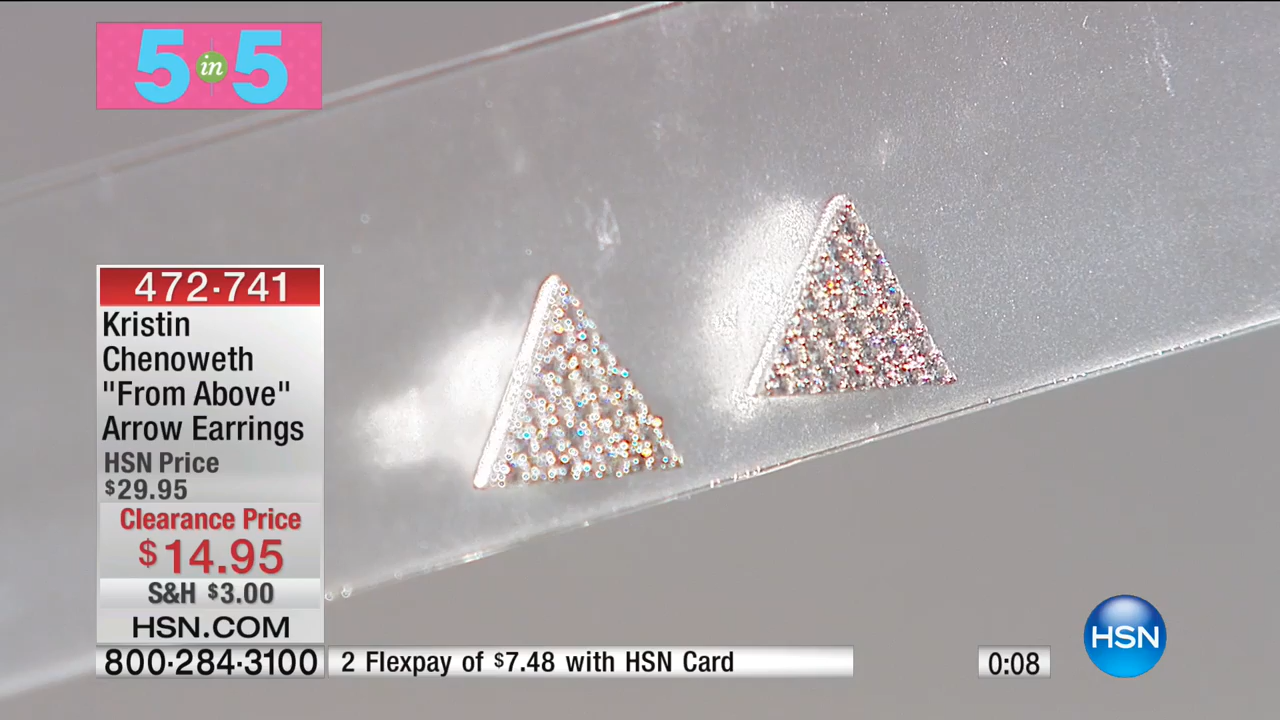 5 in 5
472·741
Kristin
Chenoweth
"From Above"
Arrow Earrings
HSN Price
$29.95
Clearance Price
$14.95
S&H $3.00
HSN.COM
800·284·3100
2 Flexpay of $7.48 with HSN Card
0:08
HSN